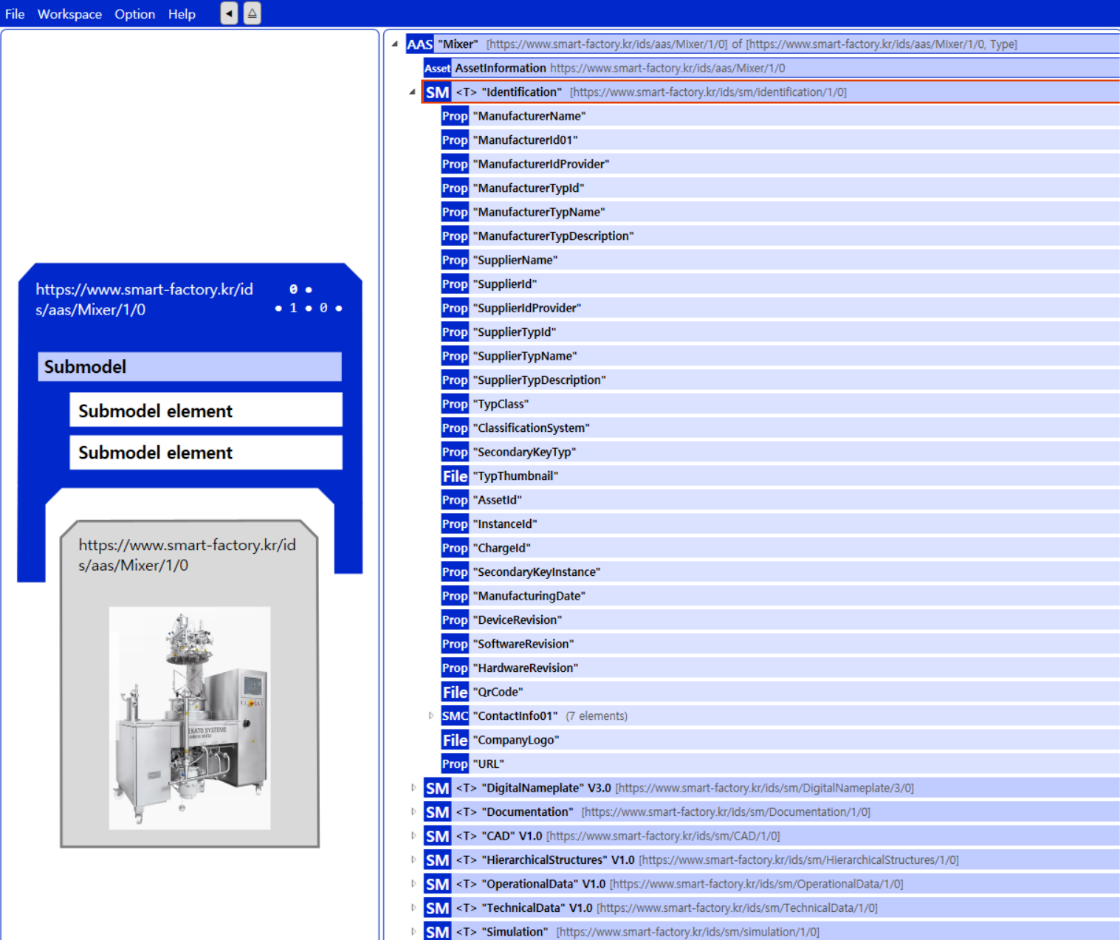 File Workspace Option Help
https://www.smart-factory.kr/id
s/aas/Mixer/1/0
0
1 0
Submodel
Submodel element
Submodel element
https://www.smart-factory.kr/id
s/aas/Mixer/1/0
EKATO SYSTEMS
AAS "Mixer" [https://www.smart-factory.kr/ids/aas/Mixer/1/0] of [https://www.smart-factory.kr/ids/aas/Mixer/1/0, Type]
Asset AssetInformation https://www.smart-factory.kr/ids/aas/Mixer/1/0
SM <T> "Identification" [https://www.smart-factory.kr/ids/sm/identification/1/0]
Prop "ManufacturerName"
Prop "ManufacturerId01"
Prop "ManufacturerIdProvider"
Prop "ManufacturerTypId"
Prop "ManufacturerTypName"
Prop "ManufacturerTypDescription"
Prop "SupplierName"
Prop "SupplierId"
Prop "SupplierIdProvider"
Prop "SupplierTypId"
Prop "SupplierTypName"
Prop "SupplierTypDescription"
Prop "TypClass"
Prop "ClassificationSystem"
Prop "SecondaryKeyTyp"
File "TypThumbnail"
Prop "AssetId"
Prop "InstanceId"
Prop "ChargeId"
Prop "SecondaryKeyInstance"
Prop "ManufacturingDate"
Prop "DeviceRevision"
Prop "SoftwareRevision"
Prop "HardwareRevision"
File "QrCode"
SMC "ContactInfo01" (7 elements)
File "CompanyLogo"
Prop "URL"
SM <T> "DigitalNameplate" V3.0 [https://www.smart-factory.kr/ids/sm/DigitalNameplate/3/0]
SM <T> "Documentation" [https://www.smart-factory.kr/ids/sm/Documentation/1/0]
SM <T> "CAD" V1.0 [https://www.smart-factory.kr/ids/sm/CAD/1/0]
SM <T> "HierarchicalStructures" V1.0 [https://www.smart-factory.kr/ids/sm/HierarchicalStructures/1/0]
SM <T> "OperationalData" V1.0 [https://www.smart-factory.kr/ids/sm/OperationalData/1/0]
SM <T> "TechnicalData" V1.0 [https://www.smart-factory.kr/ids/sm/TechnicalData/1/0]
SM <T> "Simulation" [https://www.smart-factory.kr/ids/sm/simulation/1/0]